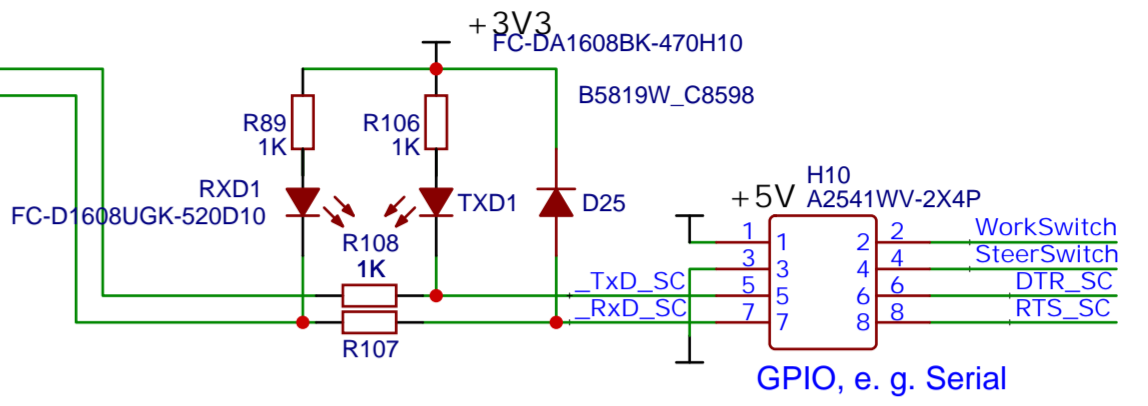 +3V3
FC-DA1608BK-470H10
B5819W_C8598
R89
1K
R106
1K
RXD1
FC-D1608UGK-520D10
TXD1
D25
R108
1K
R107
_TxD_SC
_RxD_SC
+5V
H10
A2541WV-2X4P
1 1 2 2 WorkSwitch
3 3 4 4 SteerSwitch
5 5 6 6 DTR_SC
7 7 8 8 RTS_SC
GPIO, e. g. Serial